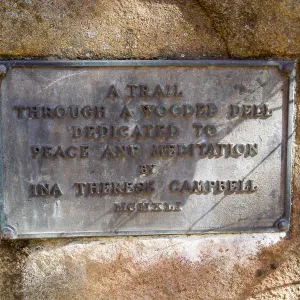 A TRAIL
THROUGH A WOODED DELL
DEDICATED TO
PEACE AND MEDITATION
BY
INA THERESE CAMPBELL
MCMXLI